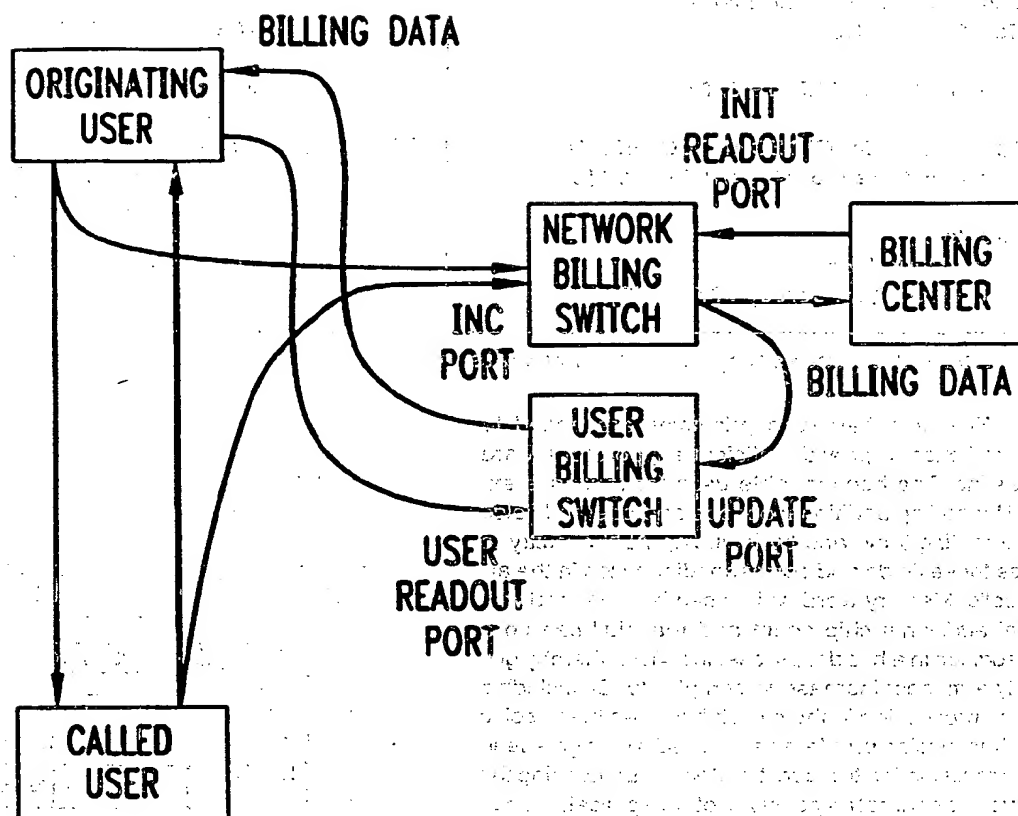 BILLING DATA
ORIGINATING
USER
INIT
READOUT
PORT
NETWORK
BILLING
SWITCH
BILLING
CENTER
INC
PORT
BILLING DATA
USER
BILLING
SWITCH
UPDATE
PORT
USER
READOUT
PORT
CALLED
USER